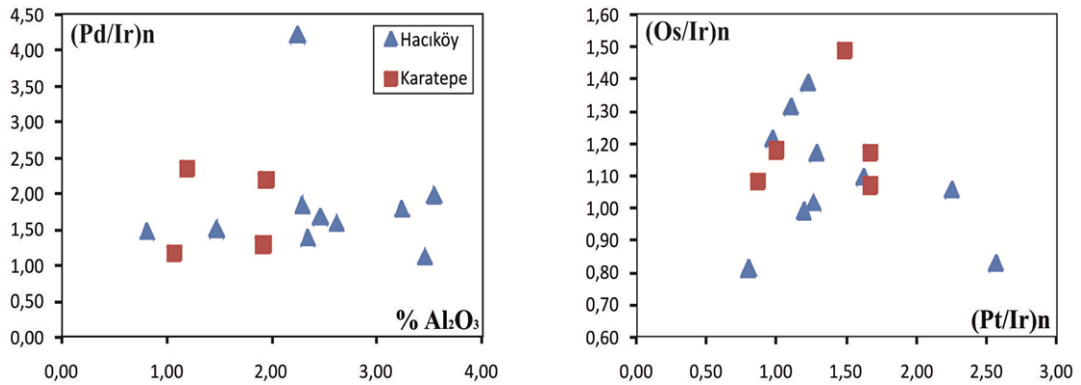 (Pd/Ir)n
4,50
4,00
3,50
3,00
2,50
2,00
1,50
1,00
0,50
0,00
Hacıköy
Karatepe
% Al₂O₃
0,00 1,00 2,00 3,00 4,00
(Os/Ir)n
1,60
1,50
1,40
1,30
1,20
1,10
1,00
0,90
0,80
0,70
0,60
(Pt/Ir)n
0,00 0,50 1,00 1,50 2,00 2,50 3,00